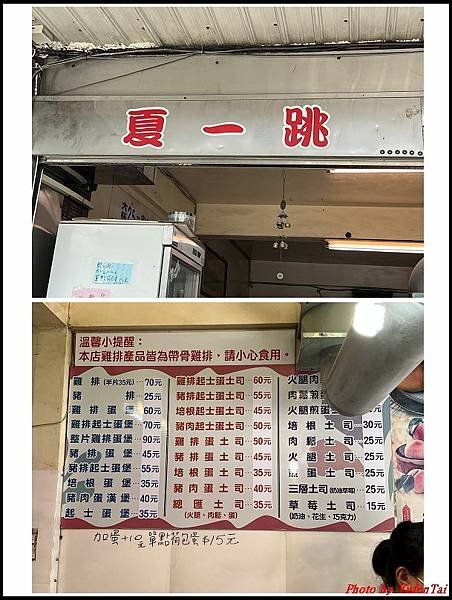 夏一跳
溫馨小提醒：
本店雞排產品皆為帶骨雞排，請小心食用。
雞排(半片35元)…70元
豬排 25元
雞排蛋堡…60元
雞排起士蛋堡…70元
整片雞排蛋堡…90元
豬排蛋堡…45元
豬排起士蛋堡…55元
培根蛋堡…35元
豬肉蛋漢堡…40元
起士蛋堡…35元
雞排起士蛋土司…60元
豬排起士蛋土司…55元
培根起士蛋土司…45元
豬肉起士蛋土司…50元
雞排蛋土司…50元
豬排蛋土司…45元
培根蛋土司…35元
豬肉蛋土司…40元
總匯土司…35元
(火腿、肉鬆、蛋)
火腿肉
肉鬆煎
火腿煎蛋
培根土司…30元
肉鬆土司…25元
土司…25元
煎蛋土司…25元
三層土司(奶油草莓)…25元
草莓土司…15元
(奶油、花生、巧克力)
加蛋+10 單點荷包蛋$15元
Photo by KwenTai